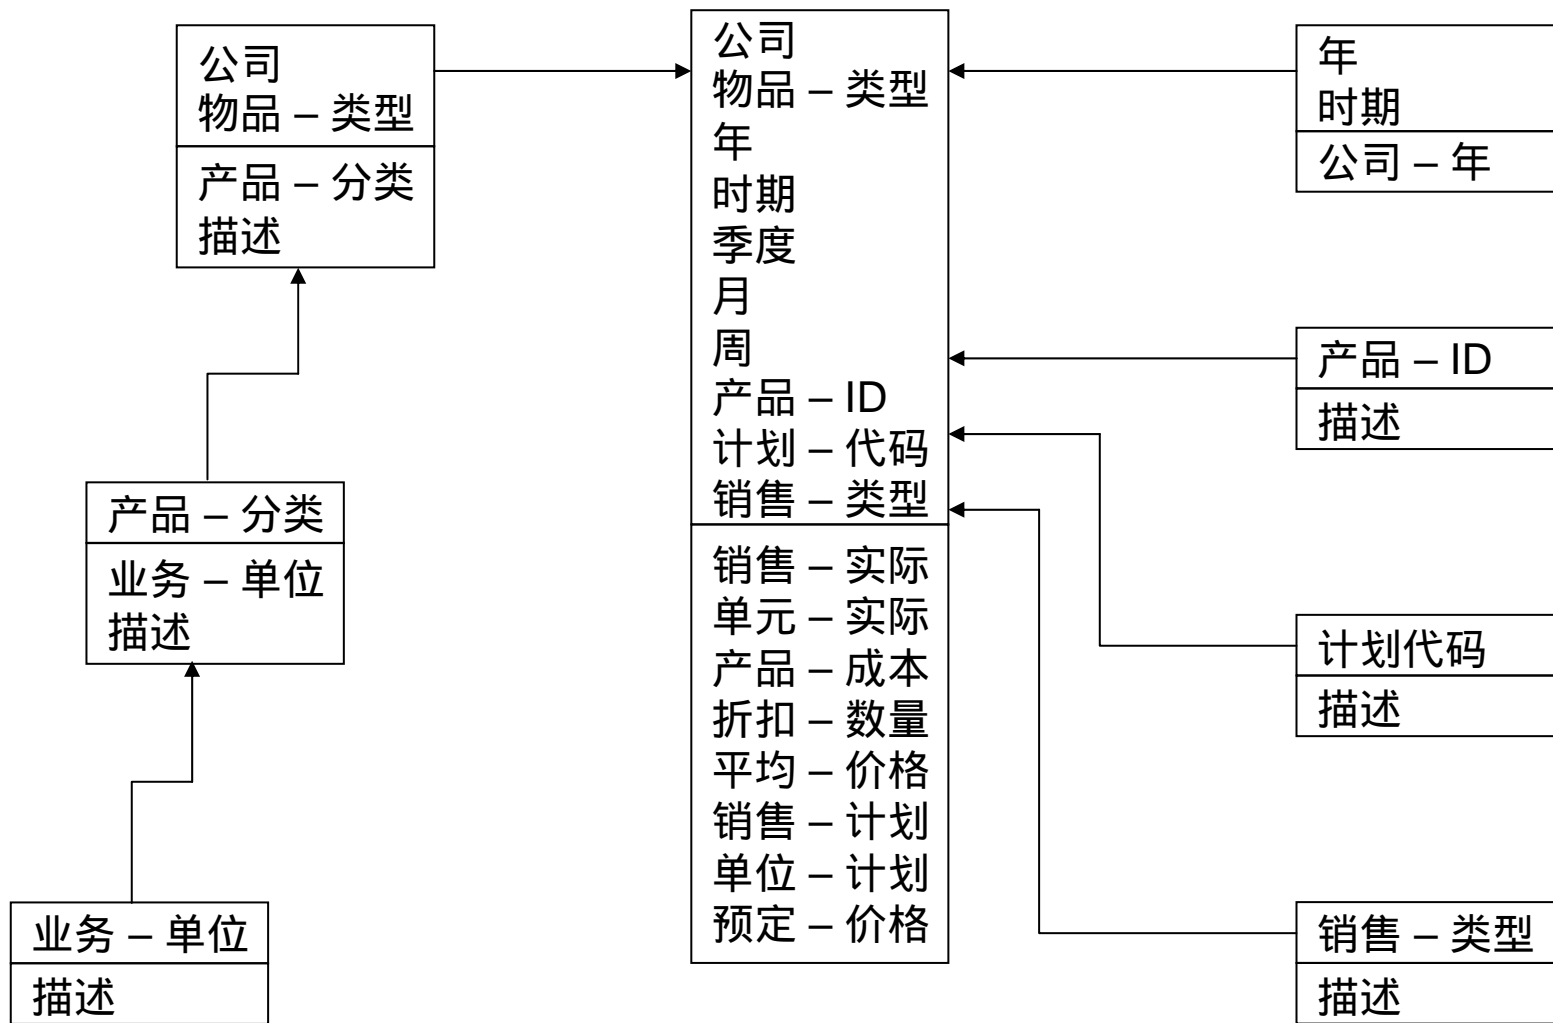 公司
物品 – 类型
产品 – 分类
描述
产品 – 分类
业务 – 单位
描述
业务 – 单位
描述
公司
物品 – 类型
年
时期
季度
月
周
产品 – ID
计划 – 代码
销售 – 类型
销售 – 实际
单元 – 实际
产品 – 成本
折扣 – 数量
平均 – 价格
销售 – 计划
单位 – 计划
预定 – 价格
年
时期
公司 – 年
产品 – ID
描述
计划代码
描述
销售 – 类型
描述